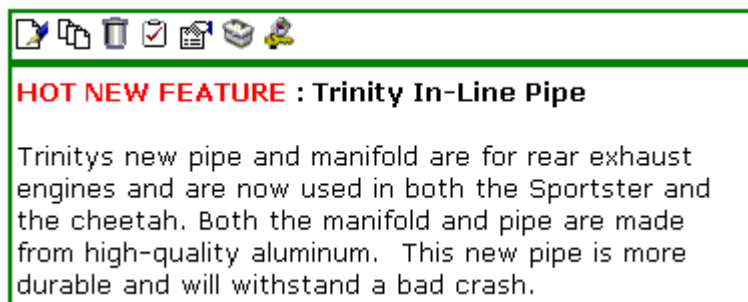 HOT NEW FEATURE : Trinity In-Line Pipe
Trinitys new pipe and manifold are for rear exhaust
engines and are now used in both the Sportster and
the cheetah. Both the manifold and pipe are made
from high-quality aluminum.  This new pipe is more
durable and will withstand a bad crash.